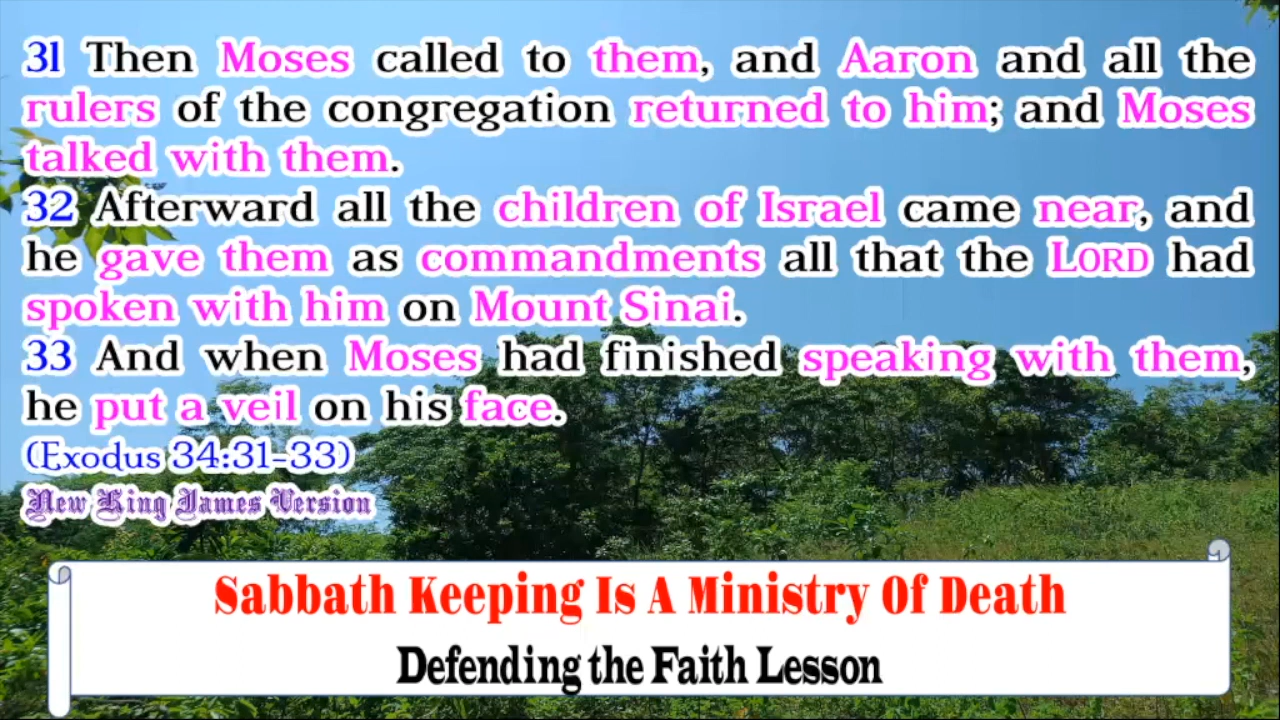 31 Then Moses called to them, and Aaron and all the
rulers of the congregation returned to him; and Moses
talked with them.
32 Afterward all the children of Israel came near, and
he gave them as commandments all that the LORD had
spoken with him on Mount Sinai.
33 And when Moses had finished speaking with them,
he put a veil on his face.
(Exodus 34:31-33)
New King James Version
Sabbath Keeping Is A Ministry Of Death
Defending the Faith Lesson